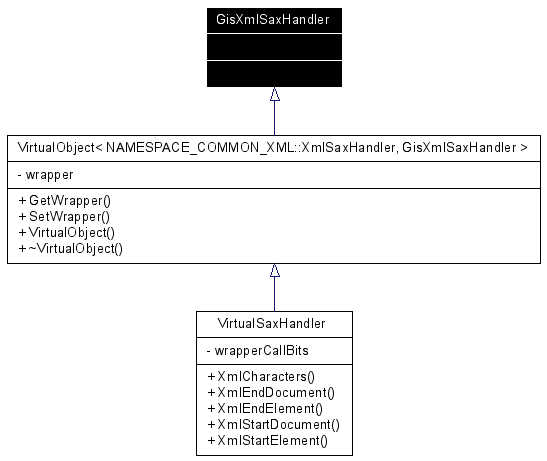 GisXmlSaxHandler
VirtualObject< NAMESPACE_COMMON_XML::XmlSaxHandler, GisXmlSaxHandler >
- wrapper
+ GetWrapper()
+ SetWrapper()
+ VirtualObject()
+ ~VirtualObject()
VirtualSaxHandler
- wrapperCallBits
+ XmlCharacters()
+ XmlEndDocument()
+ XmlEndElement()
+ XmlStartDocument()
+ XmlStartElement()